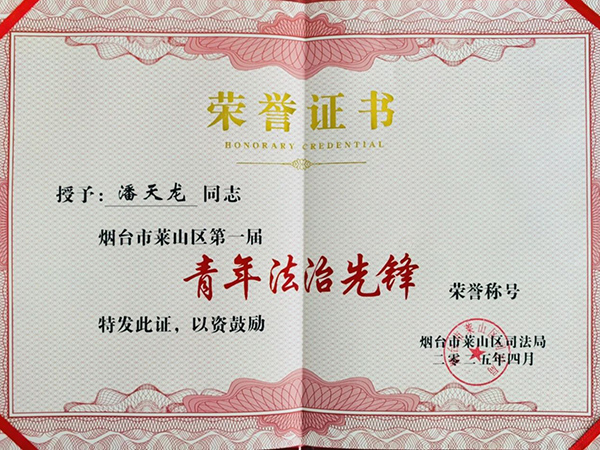 荣誉证书
HONORARY CREDENTIAL
授予：潘天龙 同志
烟台市莱山区第一届
青年法治先锋 荣誉称号
特发此证，以资鼓励
烟台市莱山区司法局
二〇二五年四月